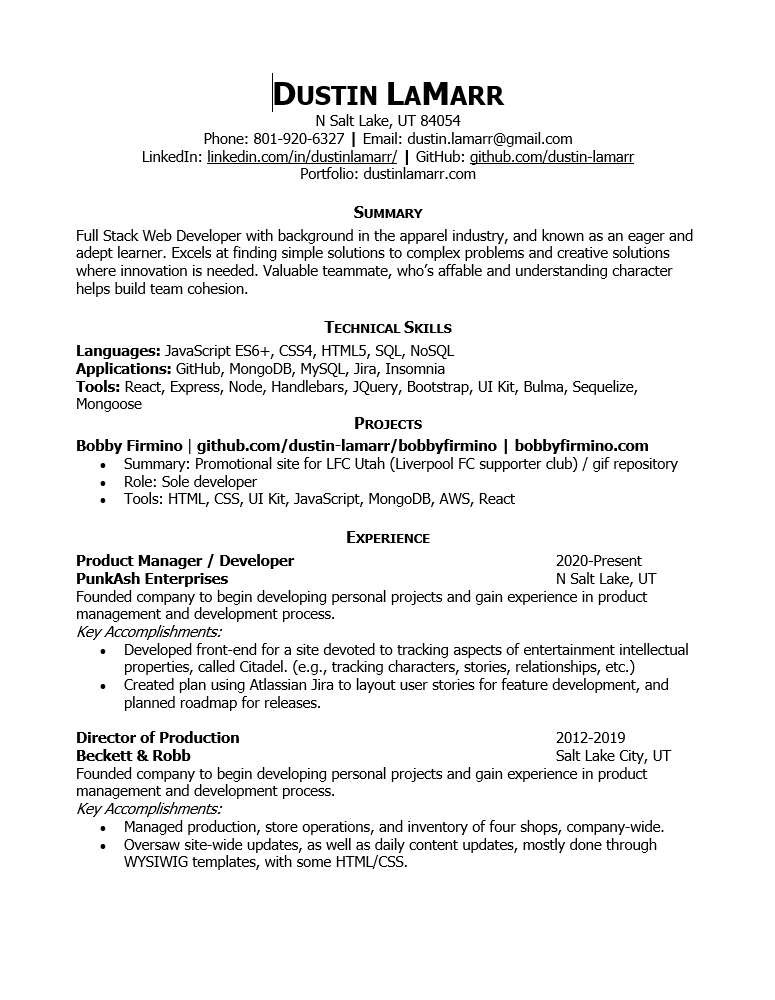 DUSTIN LAMARR
N Salt Lake, UT 84054
Phone: 801-920-6327 | Email: dustin.lamarr@gmail.com
LinkedIn: linkedin.com/in/dustinlamarr/ | GitHub: github.com/dustin-lamarr
Portfolio: dustinlamarr.com
SUMMARY
Full Stack Web Developer with background in the apparel industry, and known as an eager and
adept learner. Excels at finding simple solutions to complex problems and creative solutions
where innovation is needed. Valuable teammate, who's affable and understanding character
helps build team cohesion.
TECHNICAL SKILLS
Languages: JavaScript ES6+, CSS4, HTML5, SQL, NoSQL
Applications: GitHub, MongoDB, MySQL, Jira, Insomnia
Tools: React, Express, Node, Handlebars, JQuery, Bootstrap, UI Kit, Bulma, Sequelize,
Mongoose
PROJECTS
Bobby Firmino | github.com/dustin-lamarr/bobbyfirmino | bobbyfirmino.com
• Summary: Promotional site for LFC Utah (Liverpool FC supporter club) / gif repository
• Role: Sole developer
• Tools: HTML, CSS, UI Kit, JavaScript, MongoDB, AWS, React
EXPERIENCE
Product Manager / Developer 2020-Present
PunkAsh Enterprises N Salt Lake, UT
Founded company to begin developing personal projects and gain experience in product
management and development process.
Key Accomplishments:
• Developed front-end for a site devoted to tracking aspects of entertainment intellectual
properties, called Citadel. (e.g., tracking characters, stories, relationships, etc.)
• Created plan using Atlassian Jira to layout user stories for feature development, and
planned roadmap for releases.
Director of Production 2012-2019
Beckett & Robb Salt Lake City, UT
Founded company to begin developing personal projects and gain experience in product
management and development process.
Key Accomplishments:
• Managed production, store operations, and inventory of four shops, company-wide.
• Oversaw site-wide updates, as well as daily content updates, mostly done through
WYSIWIG templates, with some HTML/CSS.